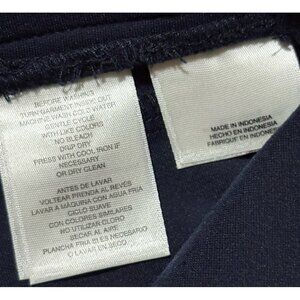 BEFORE WEARING
TURN GARMENT INSIDE OUT
MACHINE WASH COLD WATER
GENTLE CYCLE
WITH LIKE COLORS
NO BLEACH
DRIP DRY
PRESS WITH COOL IRON IF
NECESSARY
OR DRY CLEAN
ANTES DE LAVAR
VOLTEAR PRENDA AL REVÉS
LAVAR A MÁQUINA CON AGUA FRIA
CICLO SUAVE
CON COLORES SIMILARES
NO UTILIZAR CLORO
SECAR AL AIRE
PLANCHA FRIA SI ES NECESARIO
O LAVAR EN SECO
MADE IN INDONESIA
HECHO EN INDONESIA
FABRIQUE EN INDONES